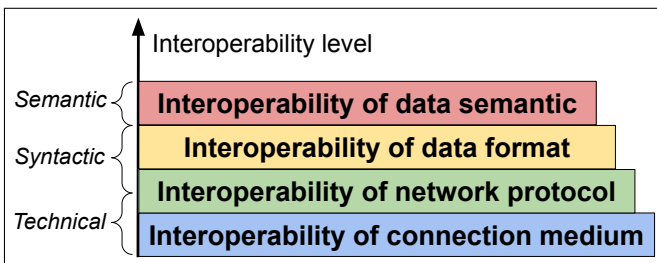 Interoperability level
Semantic
Interoperability of data semantic
Syntactic
Interoperability of data format
Interoperability of network protocol
Technical
Interoperability of connection medium